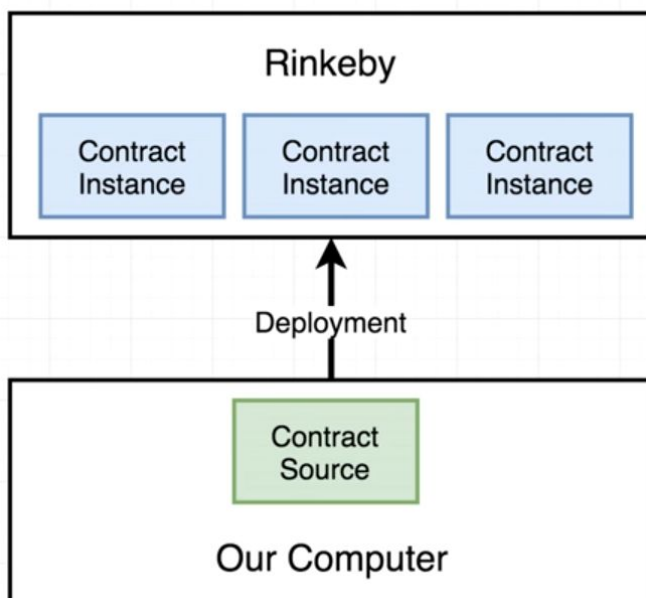 Rinkeby
Contract Contract Contract
Instance Instance Instance
Deployment
Contract
Source
Our Computer